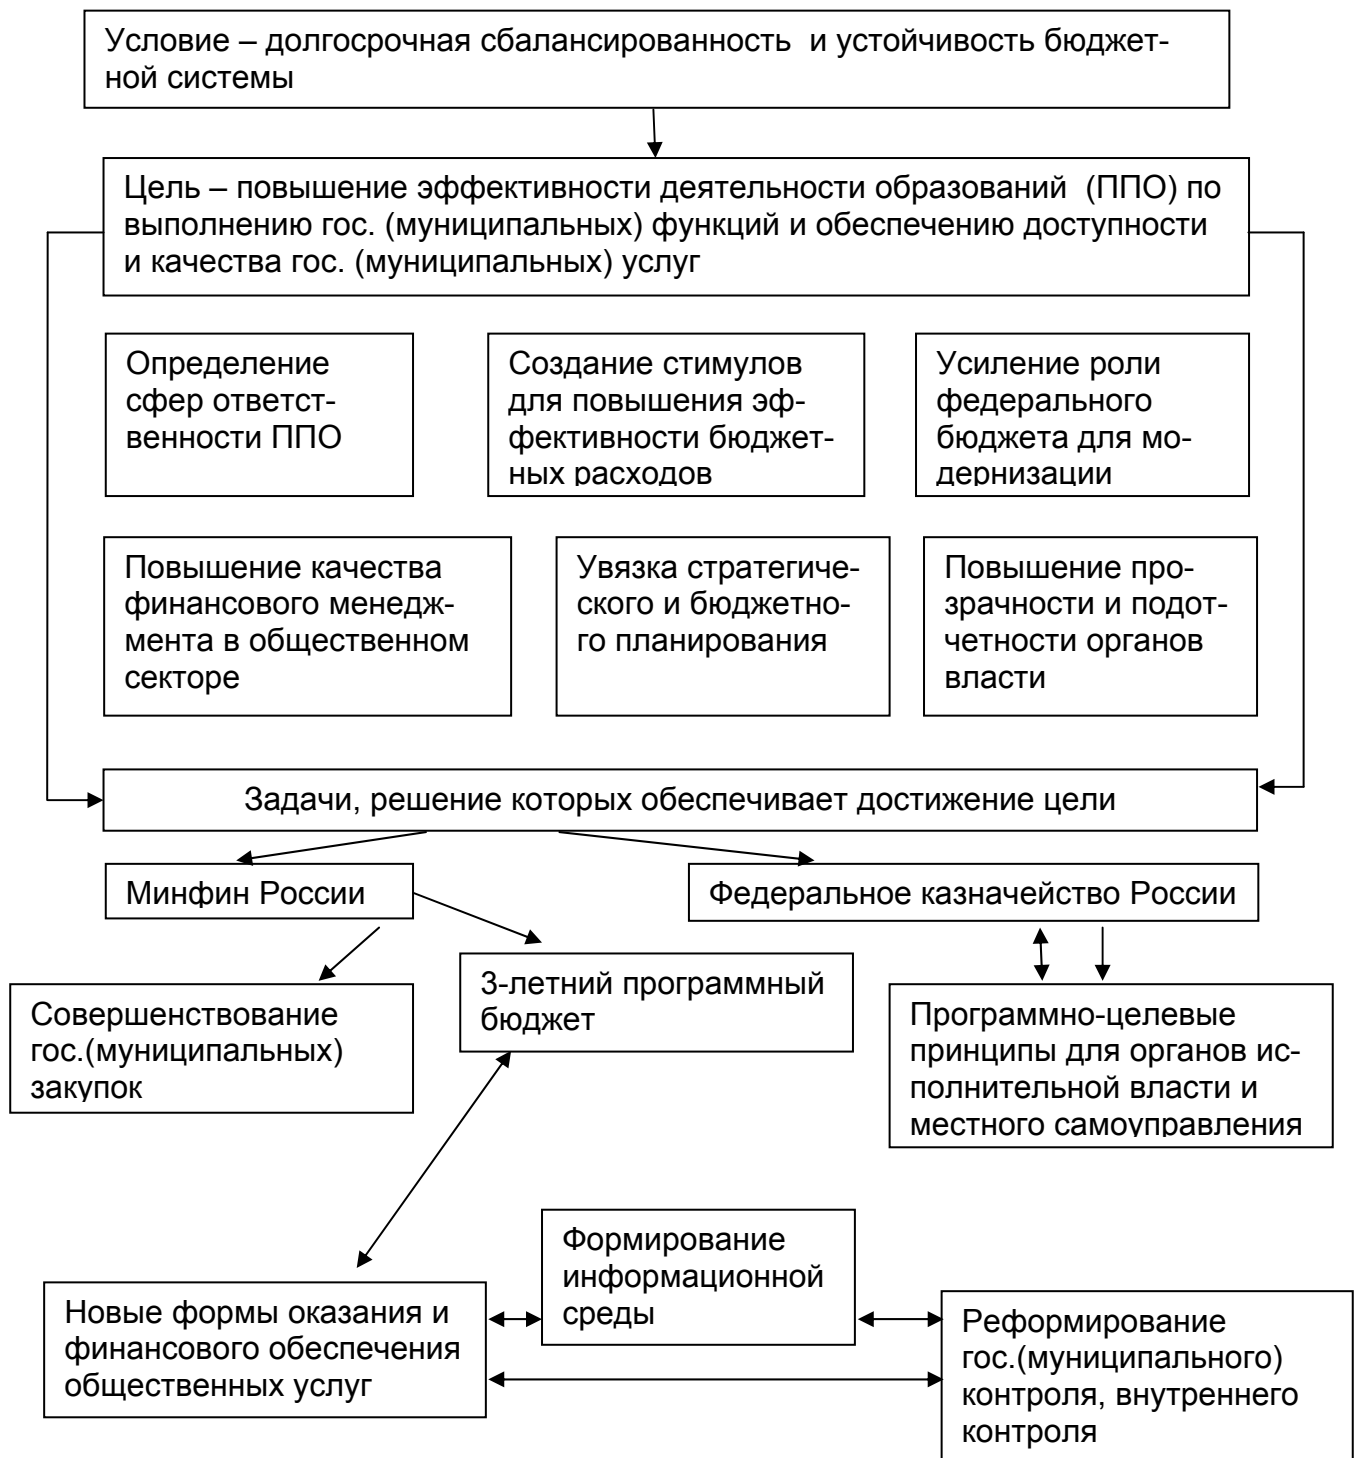 Условие – долгосрочная сбалансированность и устойчивость бюджет-
ной системы
Цель – повышение эффективности деятельности образований (ППО) по
выполнению гос. (муниципальных) функций и обеспечению доступности
и качества гос. (муниципальных) услуг
Определение
сфер ответст-
венности ППО
Создание стимулов
для повышения эф-
фективности бюджет-
ных расходов
Усиление роли
федерального
бюджета для мо-
дернизации
Повышение качества
финансового менедж-
мента в общественном
секторе
Увязка стратегиче-
ского и бюджетно-
го планирования
Повышение про-
зрачности и подот-
четности органов
власти
Задачи, решение которых обеспечивает достижение цели
Минфин России
Федеральное казначейство России
Совершенствование
гос.(муниципальных)
закупок
3-летний программный
бюджет
Программно-целевые
принципы для органов ис-
полнительной власти и
местного самоуправления
Формирование
информационной
среды
Новые формы оказания и
финансового обеспечения
общественных услуг
Реформирование
гос.(муниципального)
контроля, внутреннего
контроля